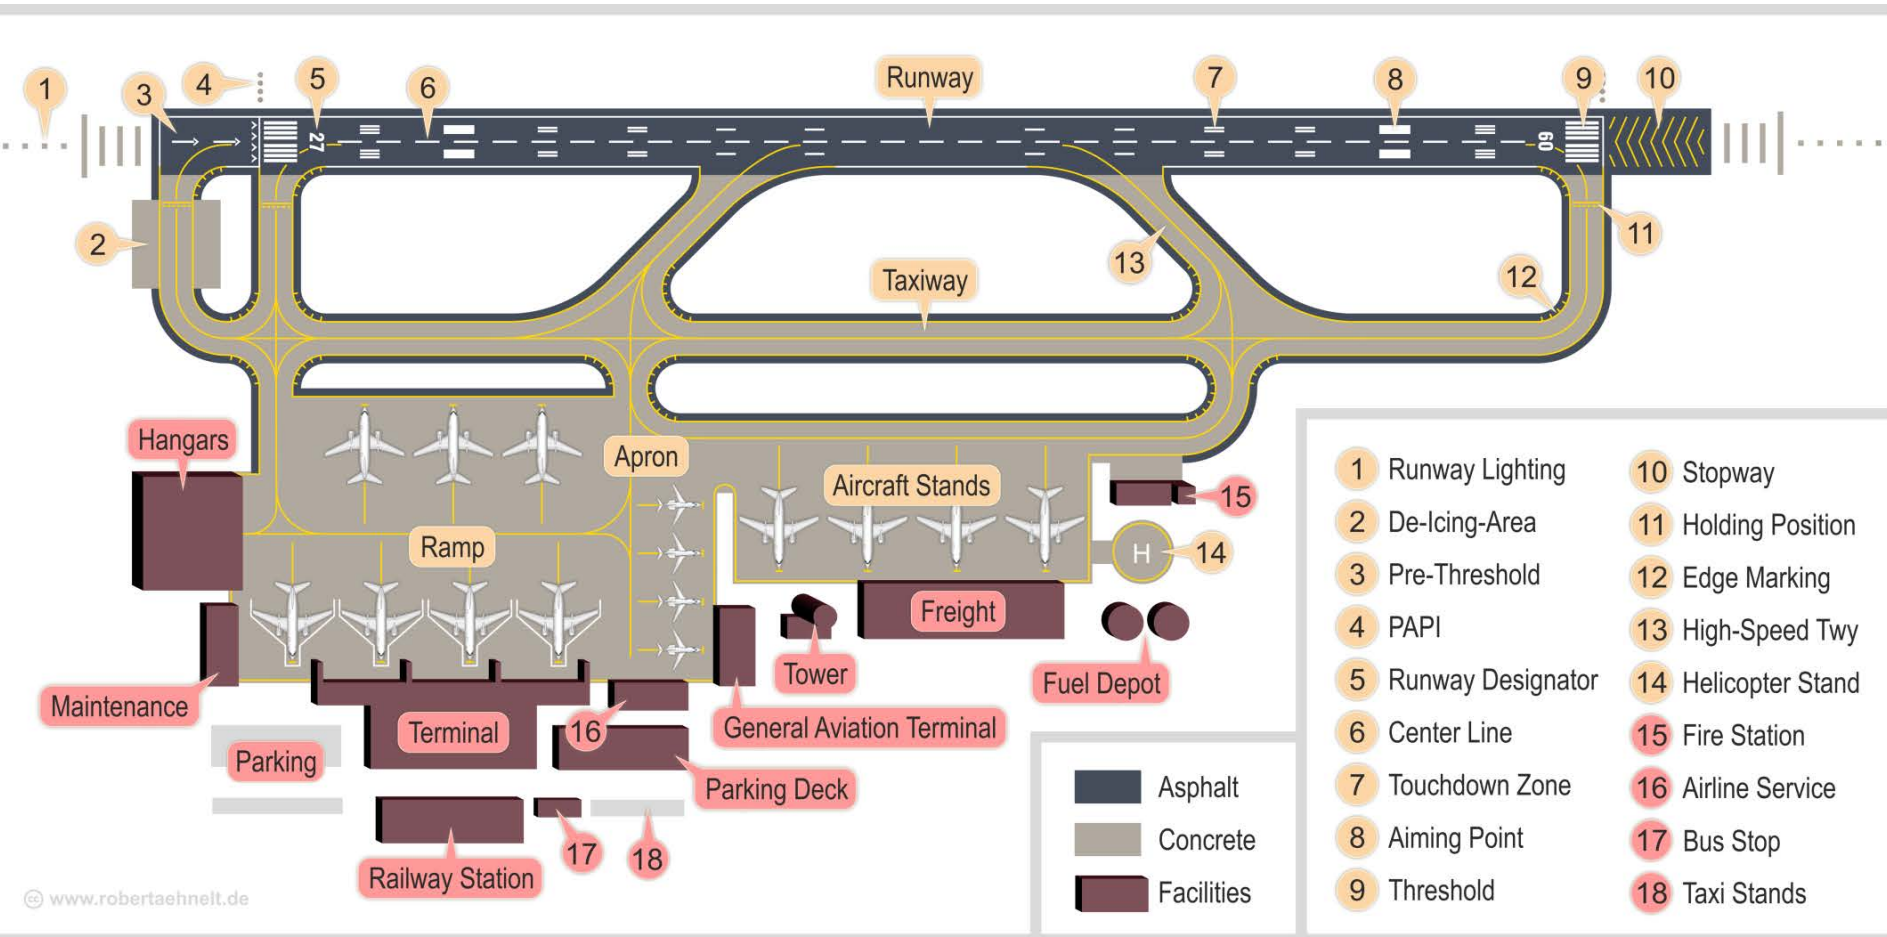 1
3
4
5
6
Runway
7
8
9
10
27
09
2
11
13
12
Taxiway
Hangars
Apron
Aircraft Stands
15
Ramp
H
14
Freight
Tower
Fuel Depot
Maintenance
Terminal
16
General Aviation Terminal
Parking
Parking Deck
17
18
Railway Station
Asphalt
Concrete
Facilities
1 Runway Lighting
2 De-Icing-Area
3 Pre-Threshold
4 PAPI
5 Runway Designator
6 Center Line
7 Touchdown Zone
8 Aiming Point
9 Threshold
10 Stopway
11 Holding Position
12 Edge Marking
13 High-Speed Twy
14 Helicopter Stand
15 Fire Station
16 Airline Service
17 Bus Stop
18 Taxi Stands
cc www.robertaehnelt.de